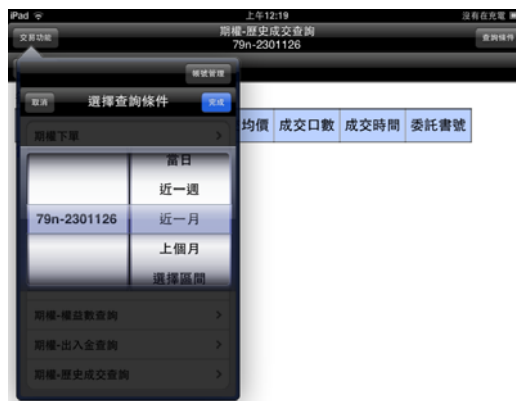 iPad 上午12:19 沒有在充電
交易功能 期權-歷史成交查詢 查詢條件
79n-2301126
帳號管理
取消 選擇查詢條件 完成
均價 成交口數 成交時間 委託書號
期權下單
當日
近一週
79n-2301126 近一月
上個月
選擇區間
期權-權益數查詢
期權-出入金查詢
期權-歷史成交查詢